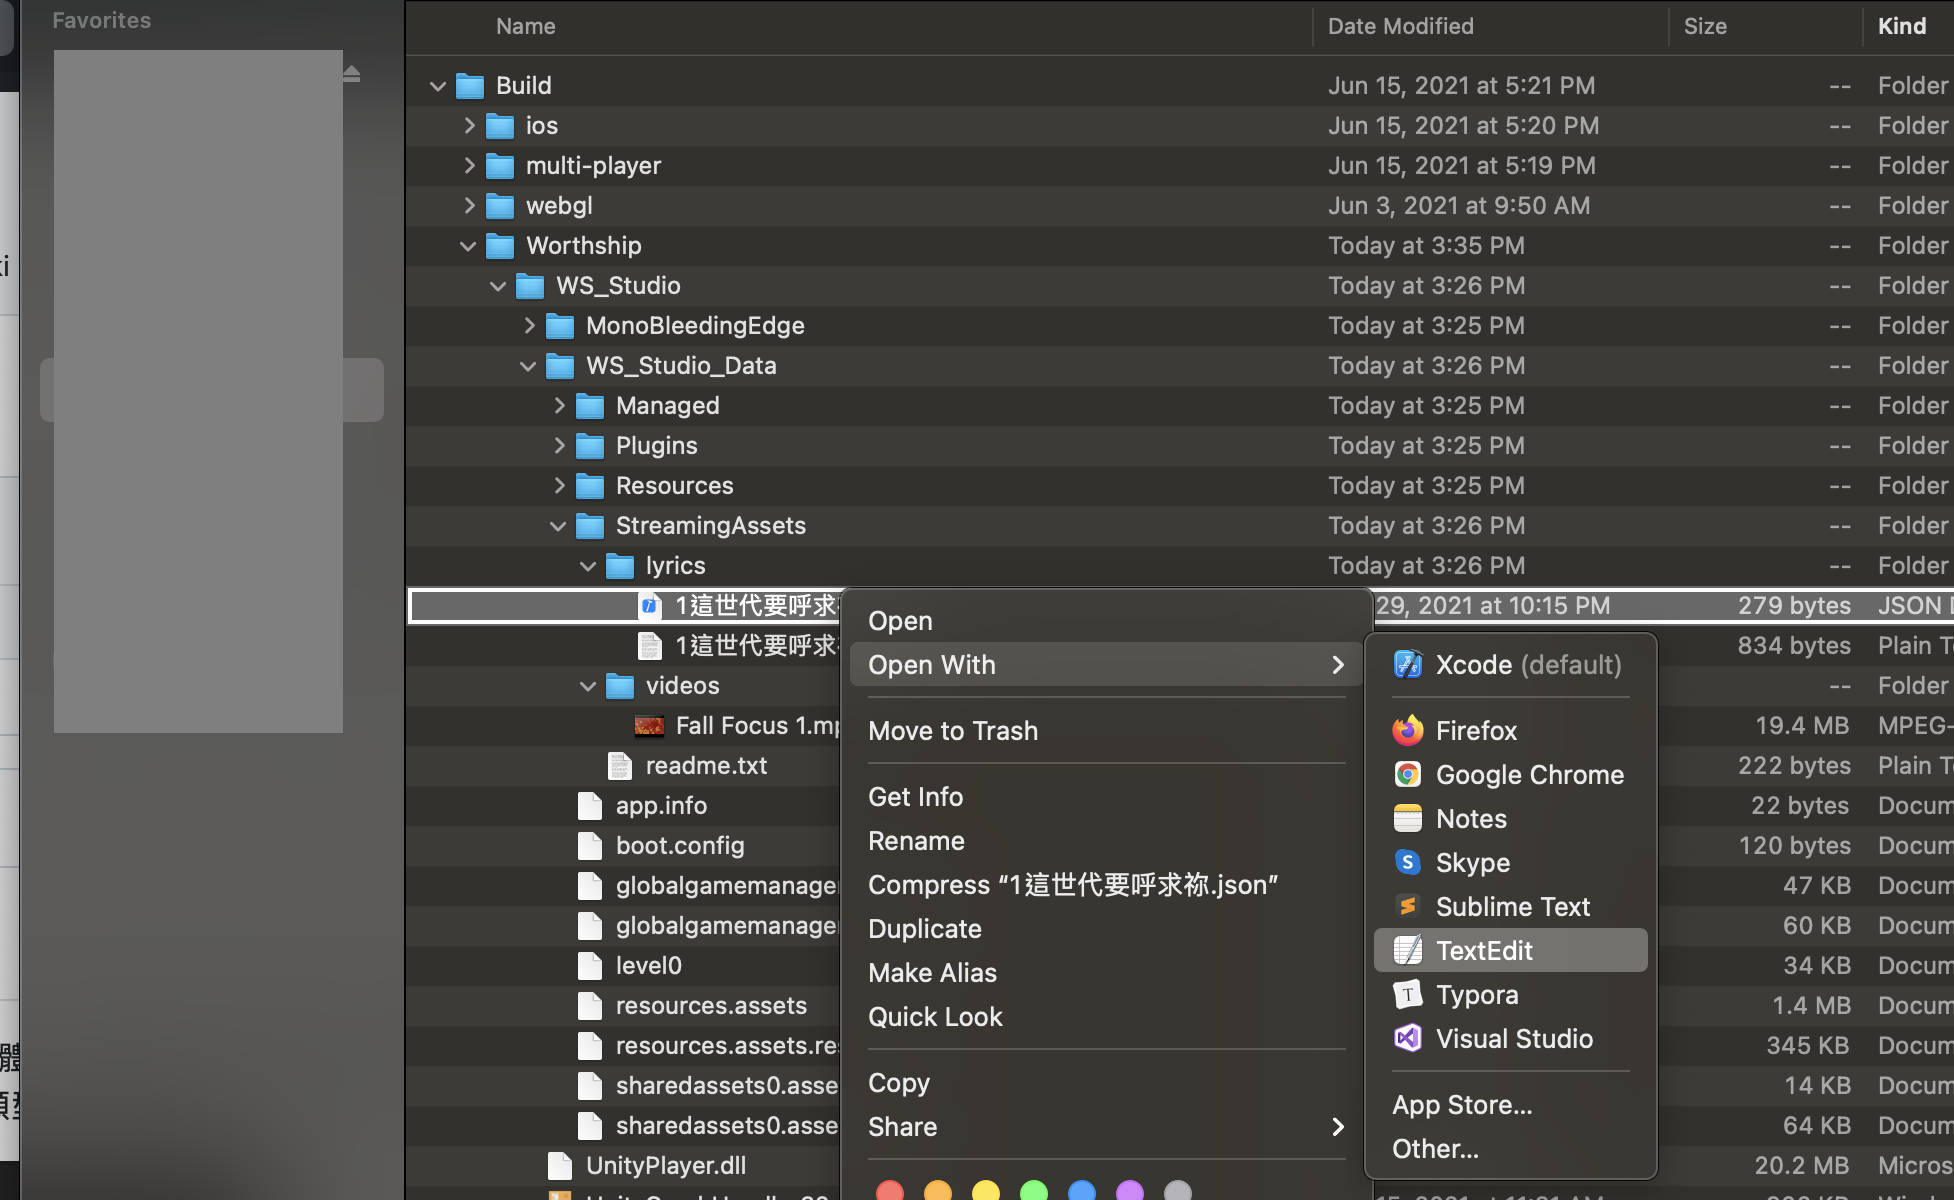 Favorites
Name Date Modified Size Kind
Build Jun 15, 2021 at 5:21 PM -- Folder
ios Jun 15, 2021 at 5:20 PM -- Folder
multi-player Jun 15, 2021 at 5:19 PM -- Folder
webgl Jun 3, 2021 at 9:50 AM -- Folder
Worthship Today at 3:35 PM -- Folder
WS_Studio Today at 3:26 PM -- Folder
MonoBleedingEdge Today at 3:25 PM -- Folder
WS_Studio_Data Today at 3:26 PM -- Folder
Managed Today at 3:25 PM -- Folder
Plugins Today at 3:25 PM -- Folder
Resources Today at 3:25 PM -- Folder
StreamingAssets Today at 3:26 PM -- Folder
lyrics Today at 3:26 PM -- Folder
1這世代要呼求 29, 2021 at 10:15 PM 279 bytes JSON
1這世代要呼求 834 bytes Plain
videos -- Folder
Fall Focus 1.mp 19.4 MB MPEG-
readme.txt 222 bytes Plain
app.info 22 bytes Docum
boot.config 120 bytes Docum
globalgamemanage 47 KB Docum
globalgamemanage 60 KB Docum
level0 34 KB Docum
resources.assets 1.4 MB Docum
resources.assets.re 345 KB Docum
sharedassets0.asse 14 KB Docum
sharedassets0.asse 64 KB Docum
UnityPlayer.dll 20.2 MB Micros
Open
Open With
Move to Trash
Get Info
Rename
Compress “1這世代要呼求祢.json”
Duplicate
Make Alias
Quick Look
Copy
Share
Xcode (default)
Firefox
Google Chrome
Notes
Skype
Sublime Text
TextEdit
Typora
Visual Studio
App Store...
Other...